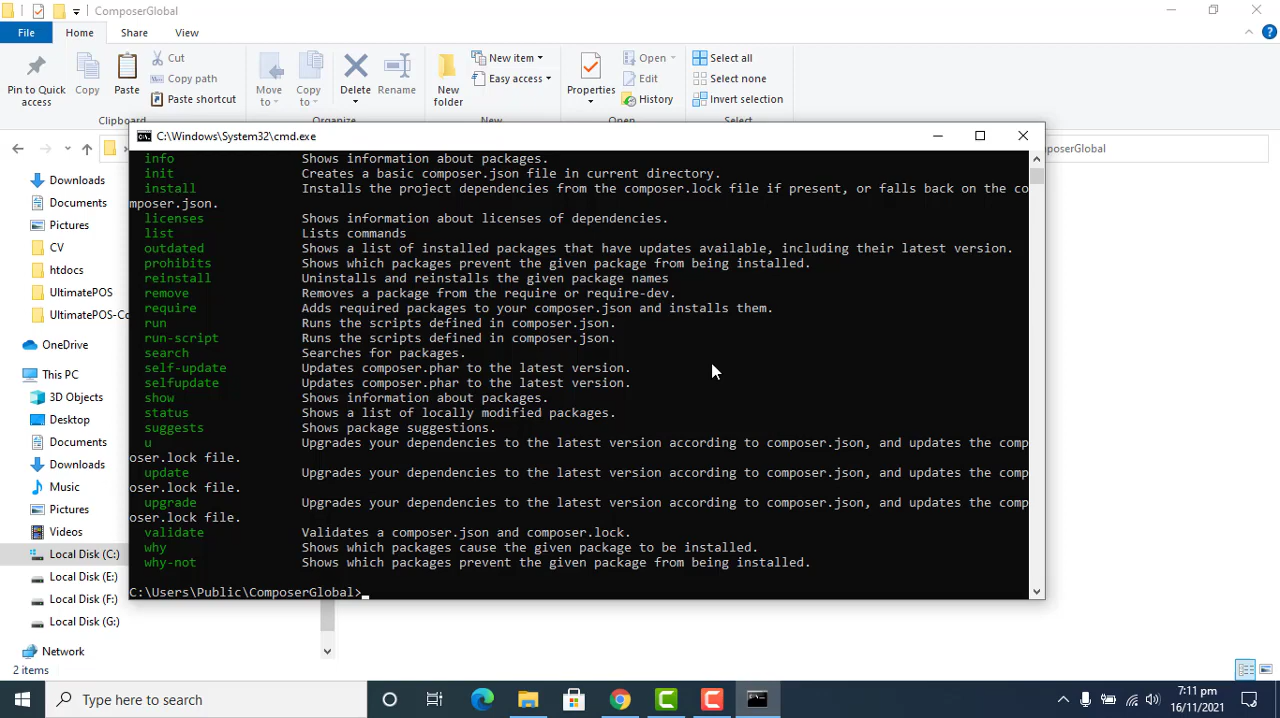 ComposerGlobal
File Home Share View
Pin to Quick access
Copy
Paste
Cut
Copy path
Paste shortcut
Clipboard
Move to
Copy to
Delete
Rename
Organize
New folder
New item
Easy access
New
Properties
Open
Edit
History
Open
Select all
Select none
Invert selection
Select
C:\Windows\System32\cmd.exe
info Shows information about packages.
init Creates a basic composer.json file in current directory.
install Installs the project dependencies from the composer.lock file if present, or falls back on the co
mposer.json.
licenses Shows information about licenses of dependencies.
list Lists commands
outdated Shows a list of installed packages that have updates available, including their latest version.
prohibits Shows which packages prevent the given package from being installed.
reinstall Uninstalls and reinstalls the given package names
remove Removes a package from the require or require-dev.
require Adds required packages to your composer.json and installs them.
run Runs the scripts defined in composer.json.
run-script Runs the scripts defined in composer.json.
search Searches for packages.
self-update Updates composer.phar to the latest version.
selfupdate Updates composer.phar to the latest version.
show Shows information about packages.
status Shows a list of locally modified packages.
suggests Shows package suggestions.
u Upgrades your dependencies to the latest version according to composer.json, and updates the comp
oser.lock file.
update Upgrades your dependencies to the latest version according to composer.json, and updates the comp
oser.lock file.
upgrade Upgrades your dependencies to the latest version according to composer.json, and updates the comp
oser.lock file.
validate Validates a composer.json and composer.lock.
why Shows which packages cause the given package to be installed.
why-not Shows which packages prevent the given package from being installed.
C:\Users\Public\ComposerGlobal>
poserGlobal
Downloads
Documents
Pictures
CV
htdocs
UltimatePOS
UltimatePOS-Co
OneDrive
This PC
3D Objects
Desktop
Documents
Downloads
Music
Pictures
Videos
Local Disk (C:)
Local Disk (E:)
Local Disk (F:)
Local Disk (G:)
Network
2 items
Type here to search
7:11 pm
16/11/2021